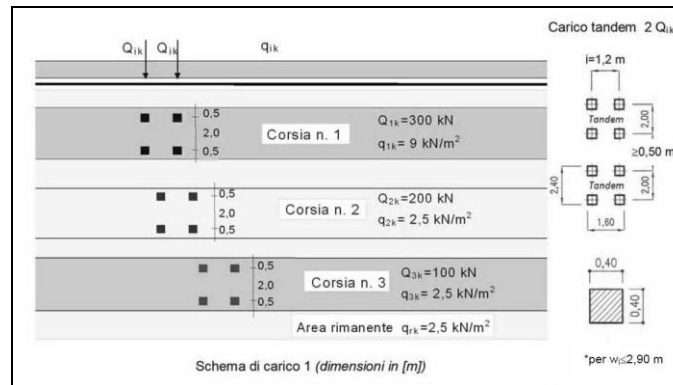 Carico tandem 2 Qik
Qik Qik qik
i=1,2 m
0,5
2,0
0,5
Corsia n. 1
Q1k=300 kN
q1k= 9 kN/m²
Tandem
2,00
≥0,50 m
0,5
2,0
0,5
Corsia n. 2
Q2k=200 kN
q2k= 2,5 kN/m²
2,40
Tandem
2,00
1,60
0,5
2,0
0,5
Corsia n. 3
Q3k=100 kN
q3k= 2,5 kN/m²
0,40
0,40
Area rimanente qrk=2,5 kN/m²
Schema di carico 1 (dimensioni in [m])
*per wl≤2,90 m